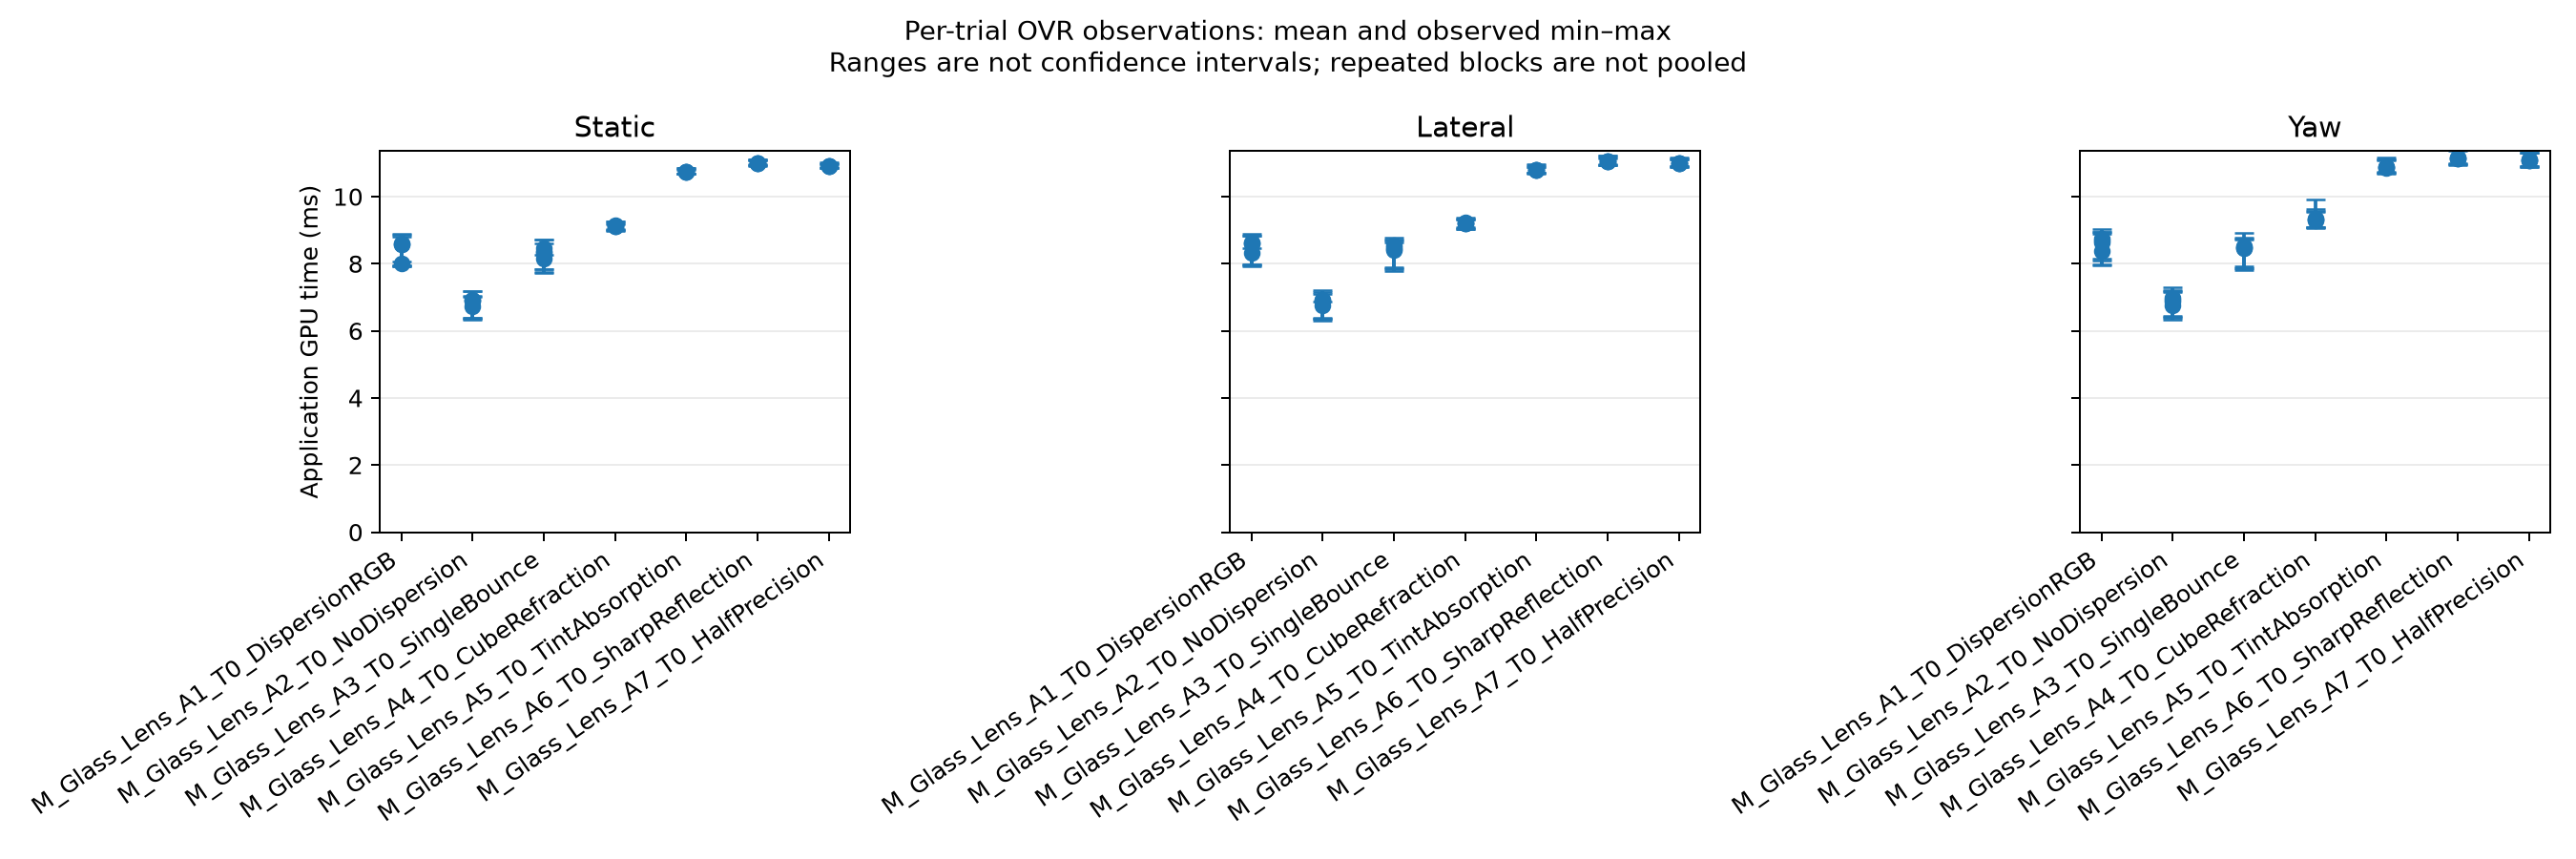 Per-trial OVR observations: mean and observed min–max
Ranges are not confidence intervals; repeated blocks are not pooled
Static
Application GPU time (ms)
10
8
6
4
2
0
M_Glass_Lens_A1_T0_DispersionRGB
M_Glass_Lens_A2_T0_NoDispersion
M_Glass_Lens_A3_T0_SingleBounce
M_Glass_Lens_A4_T0_CubeRefraction
M_Glass_Lens_A5_T0_TintAbsorption
M_Glass_Lens_A6_T0_SharpReflection
M_Glass_Lens_A7_T0_HalfPrecision
Lateral
M_Glass_Lens_A1_T0_DispersionRGB
M_Glass_Lens_A2_T0_NoDispersion
M_Glass_Lens_A3_T0_SingleBounce
M_Glass_Lens_A4_T0_CubeRefraction
M_Glass_Lens_A5_T0_TintAbsorption
M_Glass_Lens_A6_T0_SharpReflection
M_Glass_Lens_A7_T0_HalfPrecision
Yaw
M_Glass_Lens_A1_T0_DispersionRGB
M_Glass_Lens_A2_T0_NoDispersion
M_Glass_Lens_A3_T0_SingleBounce
M_Glass_Lens_A4_T0_CubeRefraction
M_Glass_Lens_A5_T0_TintAbsorption
M_Glass_Lens_A6_T0_SharpReflection
M_Glass_Lens_A7_T0_HalfPrecision